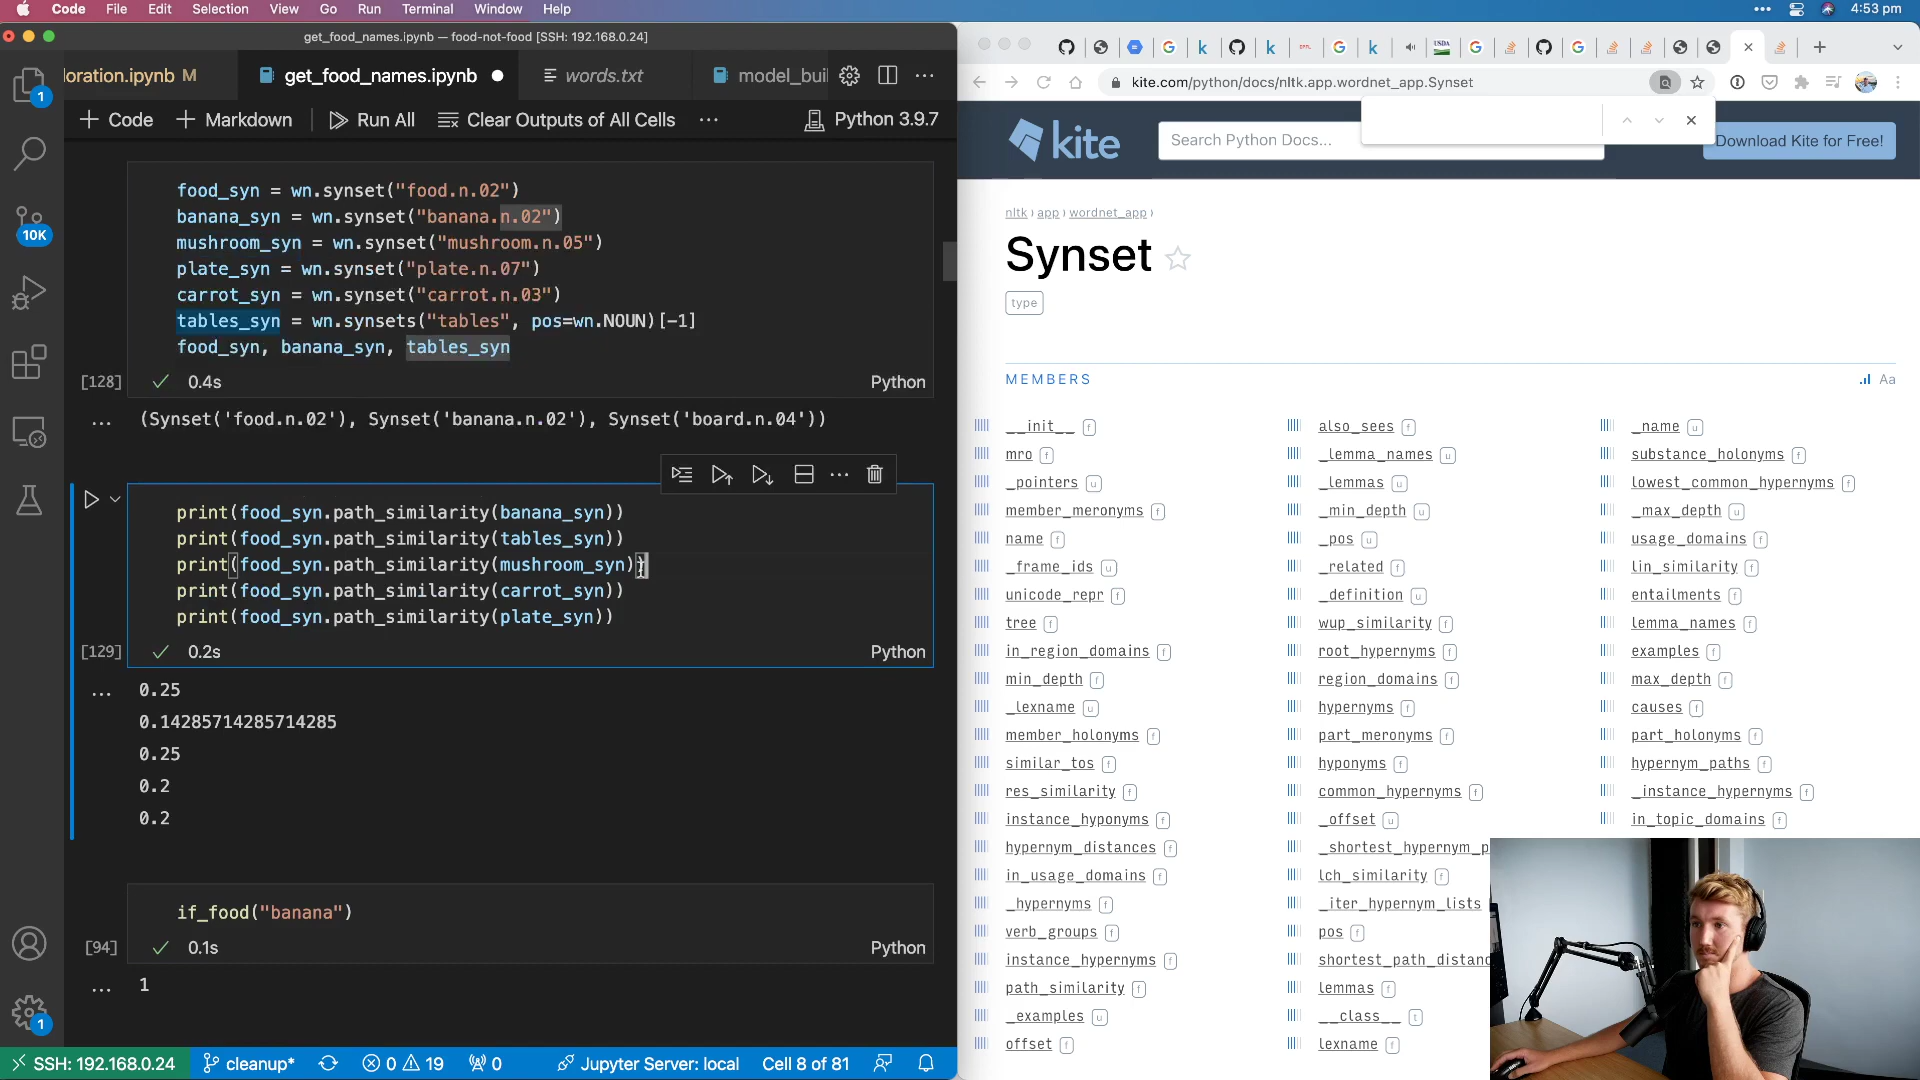 Code File Edit Selection View Go Run Terminal Window Help 4:53 pm
get_food_names.ipynb — food-not-food [SSH: 192.168.0.24]
loration.ipynb M get_food_names.ipynb words.txt model_buil
+ Code + Markdown Run All Clear Outputs of All Cells ... Python 3.9.7
food_syn = wn.synset("food.n.02")
banana_syn = wn.synset("banana.n.02")
mushroom_syn = wn.synset("mushroom.n.05")
plate_syn = wn.synset("plate.n.07")
carrot_syn = wn.synset("carrot.n.03")
tables_syn = wn.synsets("tables", pos=wn.NOUN)[-1]
food_syn, banana_syn, tables_syn
[128] 0.4s Python
... (Synset('food.n.02'), Synset('banana.n.02'), Synset('board.n.04'))
print(food_syn.path_similarity(banana_syn))
print(food_syn.path_similarity(tables_syn))
print(food_syn.path_similarity(mushroom_syn))
print(food_syn.path_similarity(carrot_syn))
print(food_syn.path_similarity(plate_syn))
[129] 0.2s Python
... 0.25
0.14285714285714285
0.25
0.2
0.2
if_food("banana")
[94] 0.1s Python
... 1
1
10K
1
SSH: 192.168.0.24 cleanup* 0 19 0 Jupyter Server: local Cell 8 of 81
kite.com/python/docs/nltk.app.wordnet_app.Synset
kite Search Python Docs... Download Kite for Free!
nltk › app › wordnet_app ›
Synset
type
MEMBERS Aa
__init__ f also_sees f _name u
mro f _lemma_names u substance_holonyms f
_pointers u _lemmas u lowest_common_hypernyms f
member_meronyms f _min_depth u _max_depth u
name f _pos u usage_domains f
_frame_ids u _related f lin_similarity f
unicode_repr f _definition u entailments f
tree f wup_similarity f lemma_names f
in_region_domains f root_hypernyms f examples f
min_depth f region_domains f max_depth f
_lexname u hypernyms f causes f
member_holonyms f part_meronyms f part_holonyms f
similar_tos f hyponyms f hypernym_paths f
res_similarity f common_hypernyms f _instance_hypernyms f
instance_hyponyms f _offset u in_topic_domains f
hypernym_distances f _shortest_hypernym_p
in_usage_domains f lch_similarity f
_hypernyms f _iter_hypernym_lists
verb_groups f pos f
instance_hypernyms f shortest_path_distanc
path_similarity f lemmas f
_examples u __class__ t
offset f lexname f